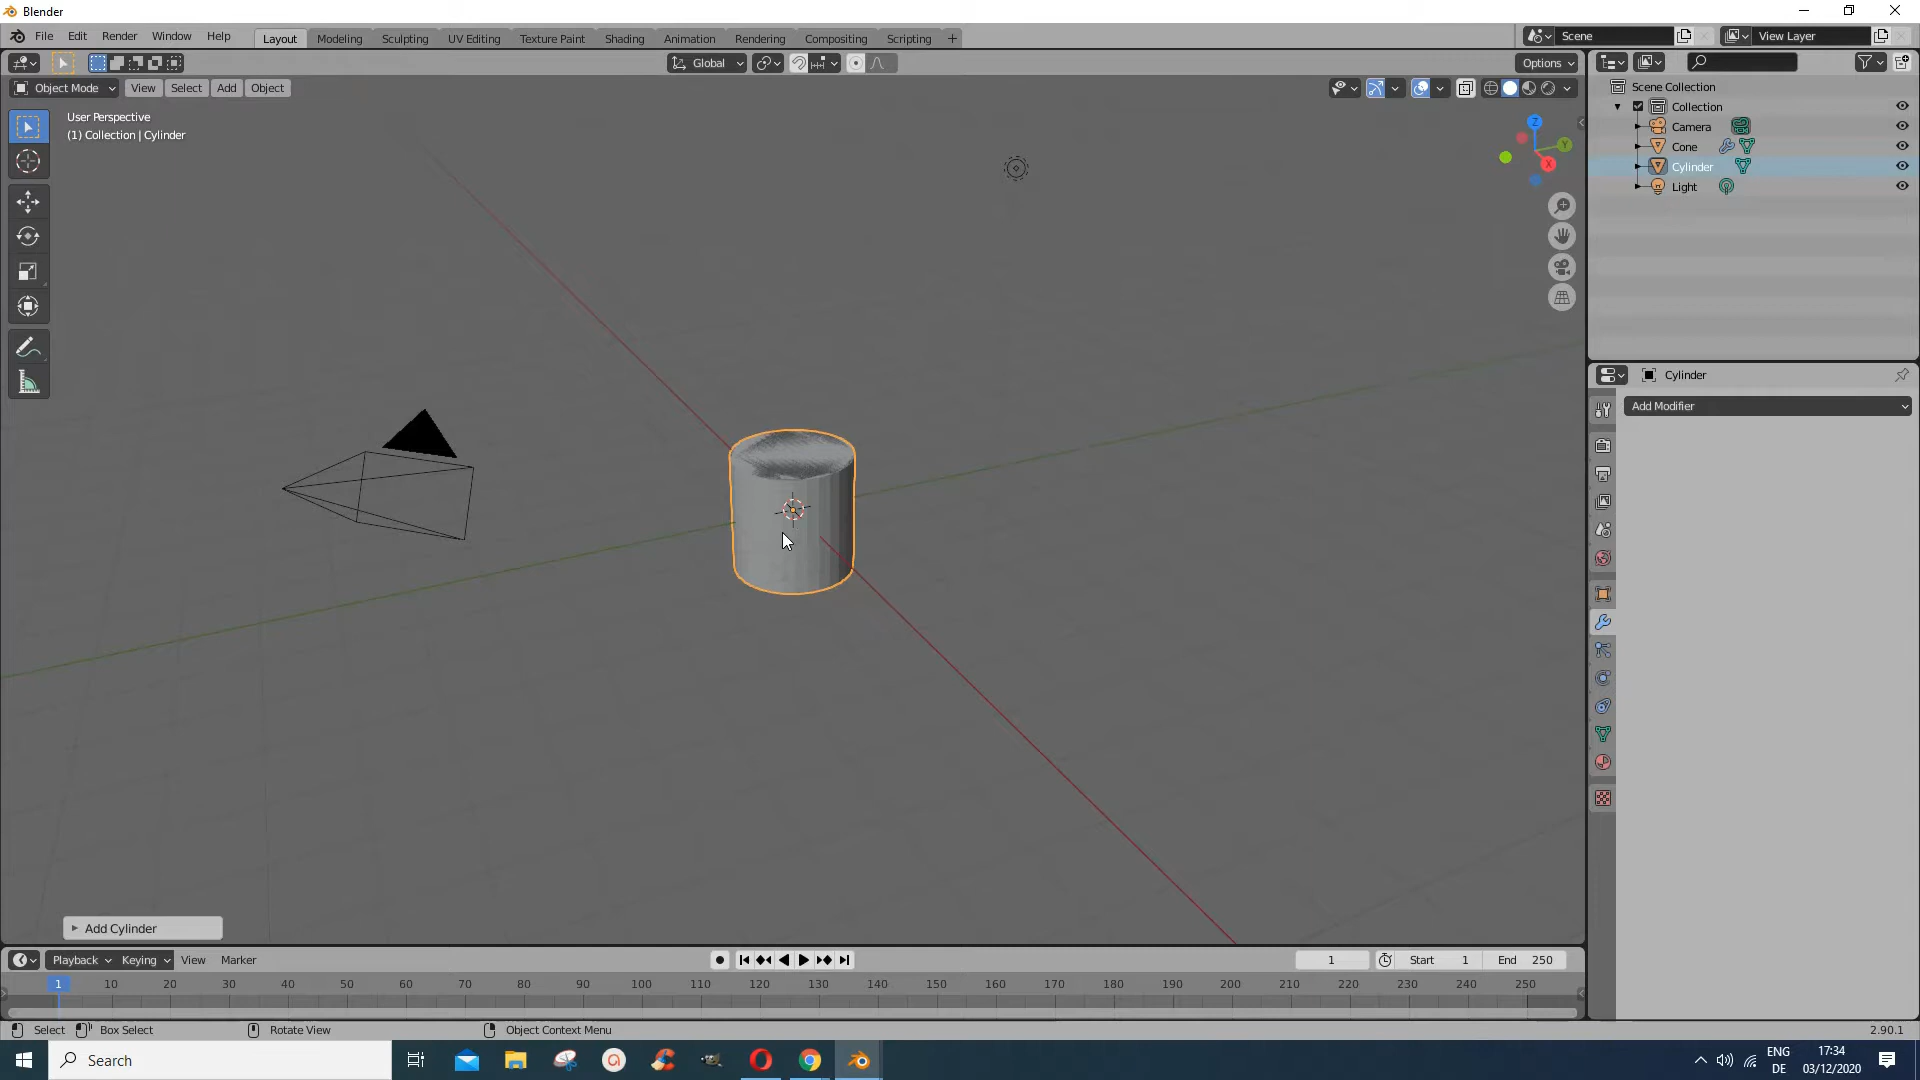 Blender
File Edit Render Window Help Layout Modeling Sculpting UV Editing Texture Paint Shading Animation Rendering Compositing Scripting + Scene View Layer
Global Options
Object Mode View Select Add Object
User Perspective
(1) Collection | Cylinder
Z
Y
X
Scene Collection
Collection
Camera
Cone
Cylinder
Light
Cylinder
Add Modifier
Add Cylinder
Playback Keying View Marker 1 Start 1 End 250
1 10 20 30 40 50 60 70 80 90 100 110 120 130 140 150 160 170 180 190 200 210 220 230 240 250
Select Box Select Rotate View Object Context Menu 2.90.1
Search
ENG 17:34
DE 03/12/2020